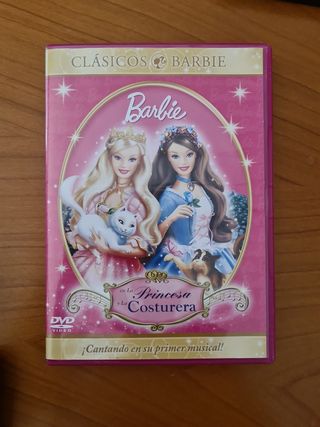 CLÁSICOS BARBIE
Barbie
en La
Princesa
y la
Costurera
DVD
VIDEO
¡Cantando en su primer musical!